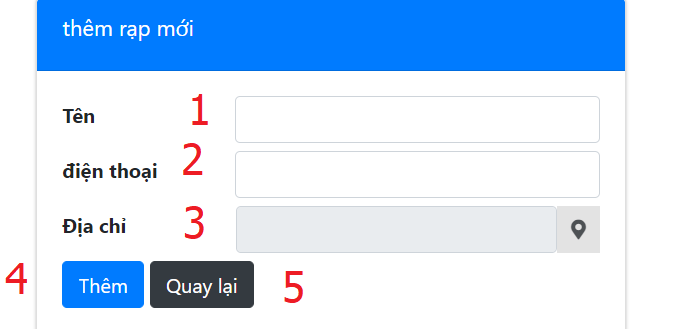 thêm rạp mới
Tên 1
điện thoại 2
Địa chỉ 3
4 Thêm Quay lại 5